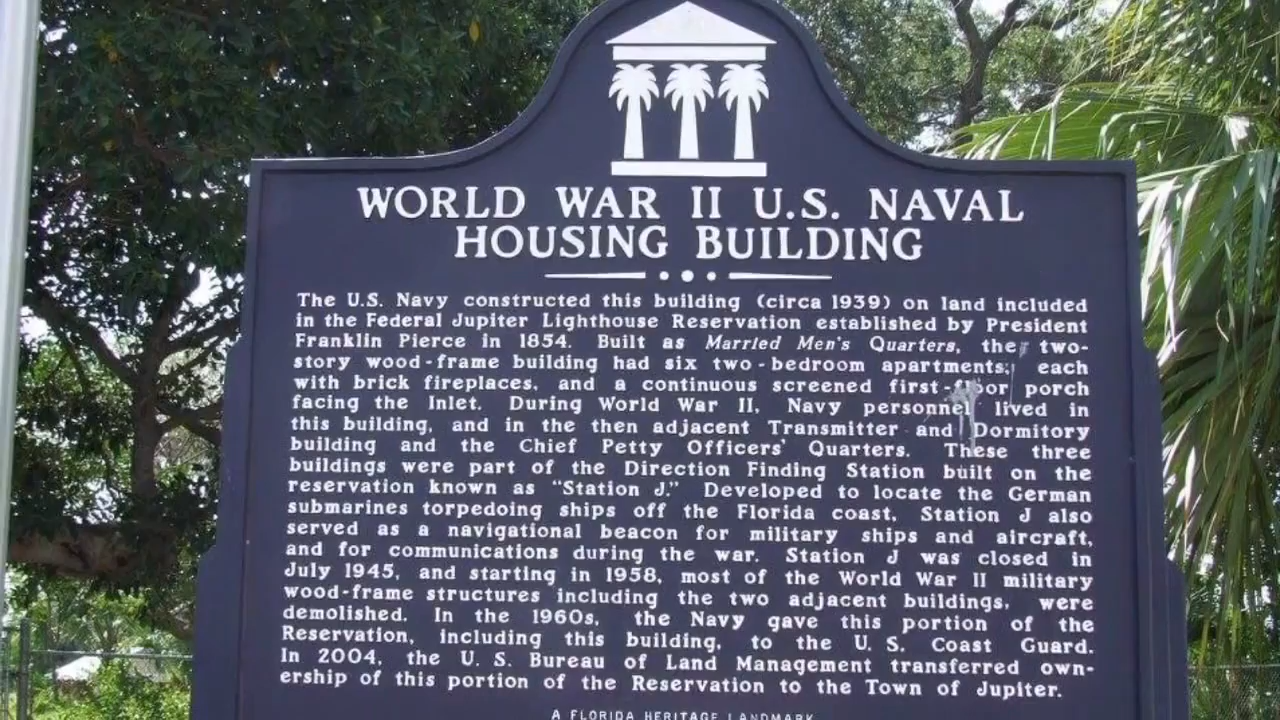 WORLD WAR II U.S. NAVAL
HOUSING BUILDING
The U.S. Navy constructed this building (circa 1939) on land included
in the Federal Jupiter Lighthouse Reservation established by President
Franklin Pierce in 1854. Built as Married Men's Quarters, the two-
story wood-frame building had six two-bedroom apartments, each
with brick fireplaces, and a continuous screened first-floor porch
facing the Inlet. During World War II, Navy personnel lived in
this building, and in the then adjacent Transmitter and Dormitory
building and the Chief Petty Officers' Quarters. These three
buildings were part of the Direction Finding Station built on the
reservation known as "Station J." Developed to locate the German
submarines torpedoing ships off the Florida coast, Station J also
served as a navigational beacon for military ships and aircraft,
and for communications during the war. Station J was closed in
July 1945, and starting in 1958, most of the World War II military
wood-frame structures including the two adjacent buildings, were
demolished. In the 1960s, the Navy gave this portion of the
Reservation, including this building, to the U.S. Coast Guard.
In 2004, the U.S. Bureau of Land Management transferred own-
ership of this portion of the Reservation to the Town of Jupiter.
A FLORIDA HERITAGE LANDMARK